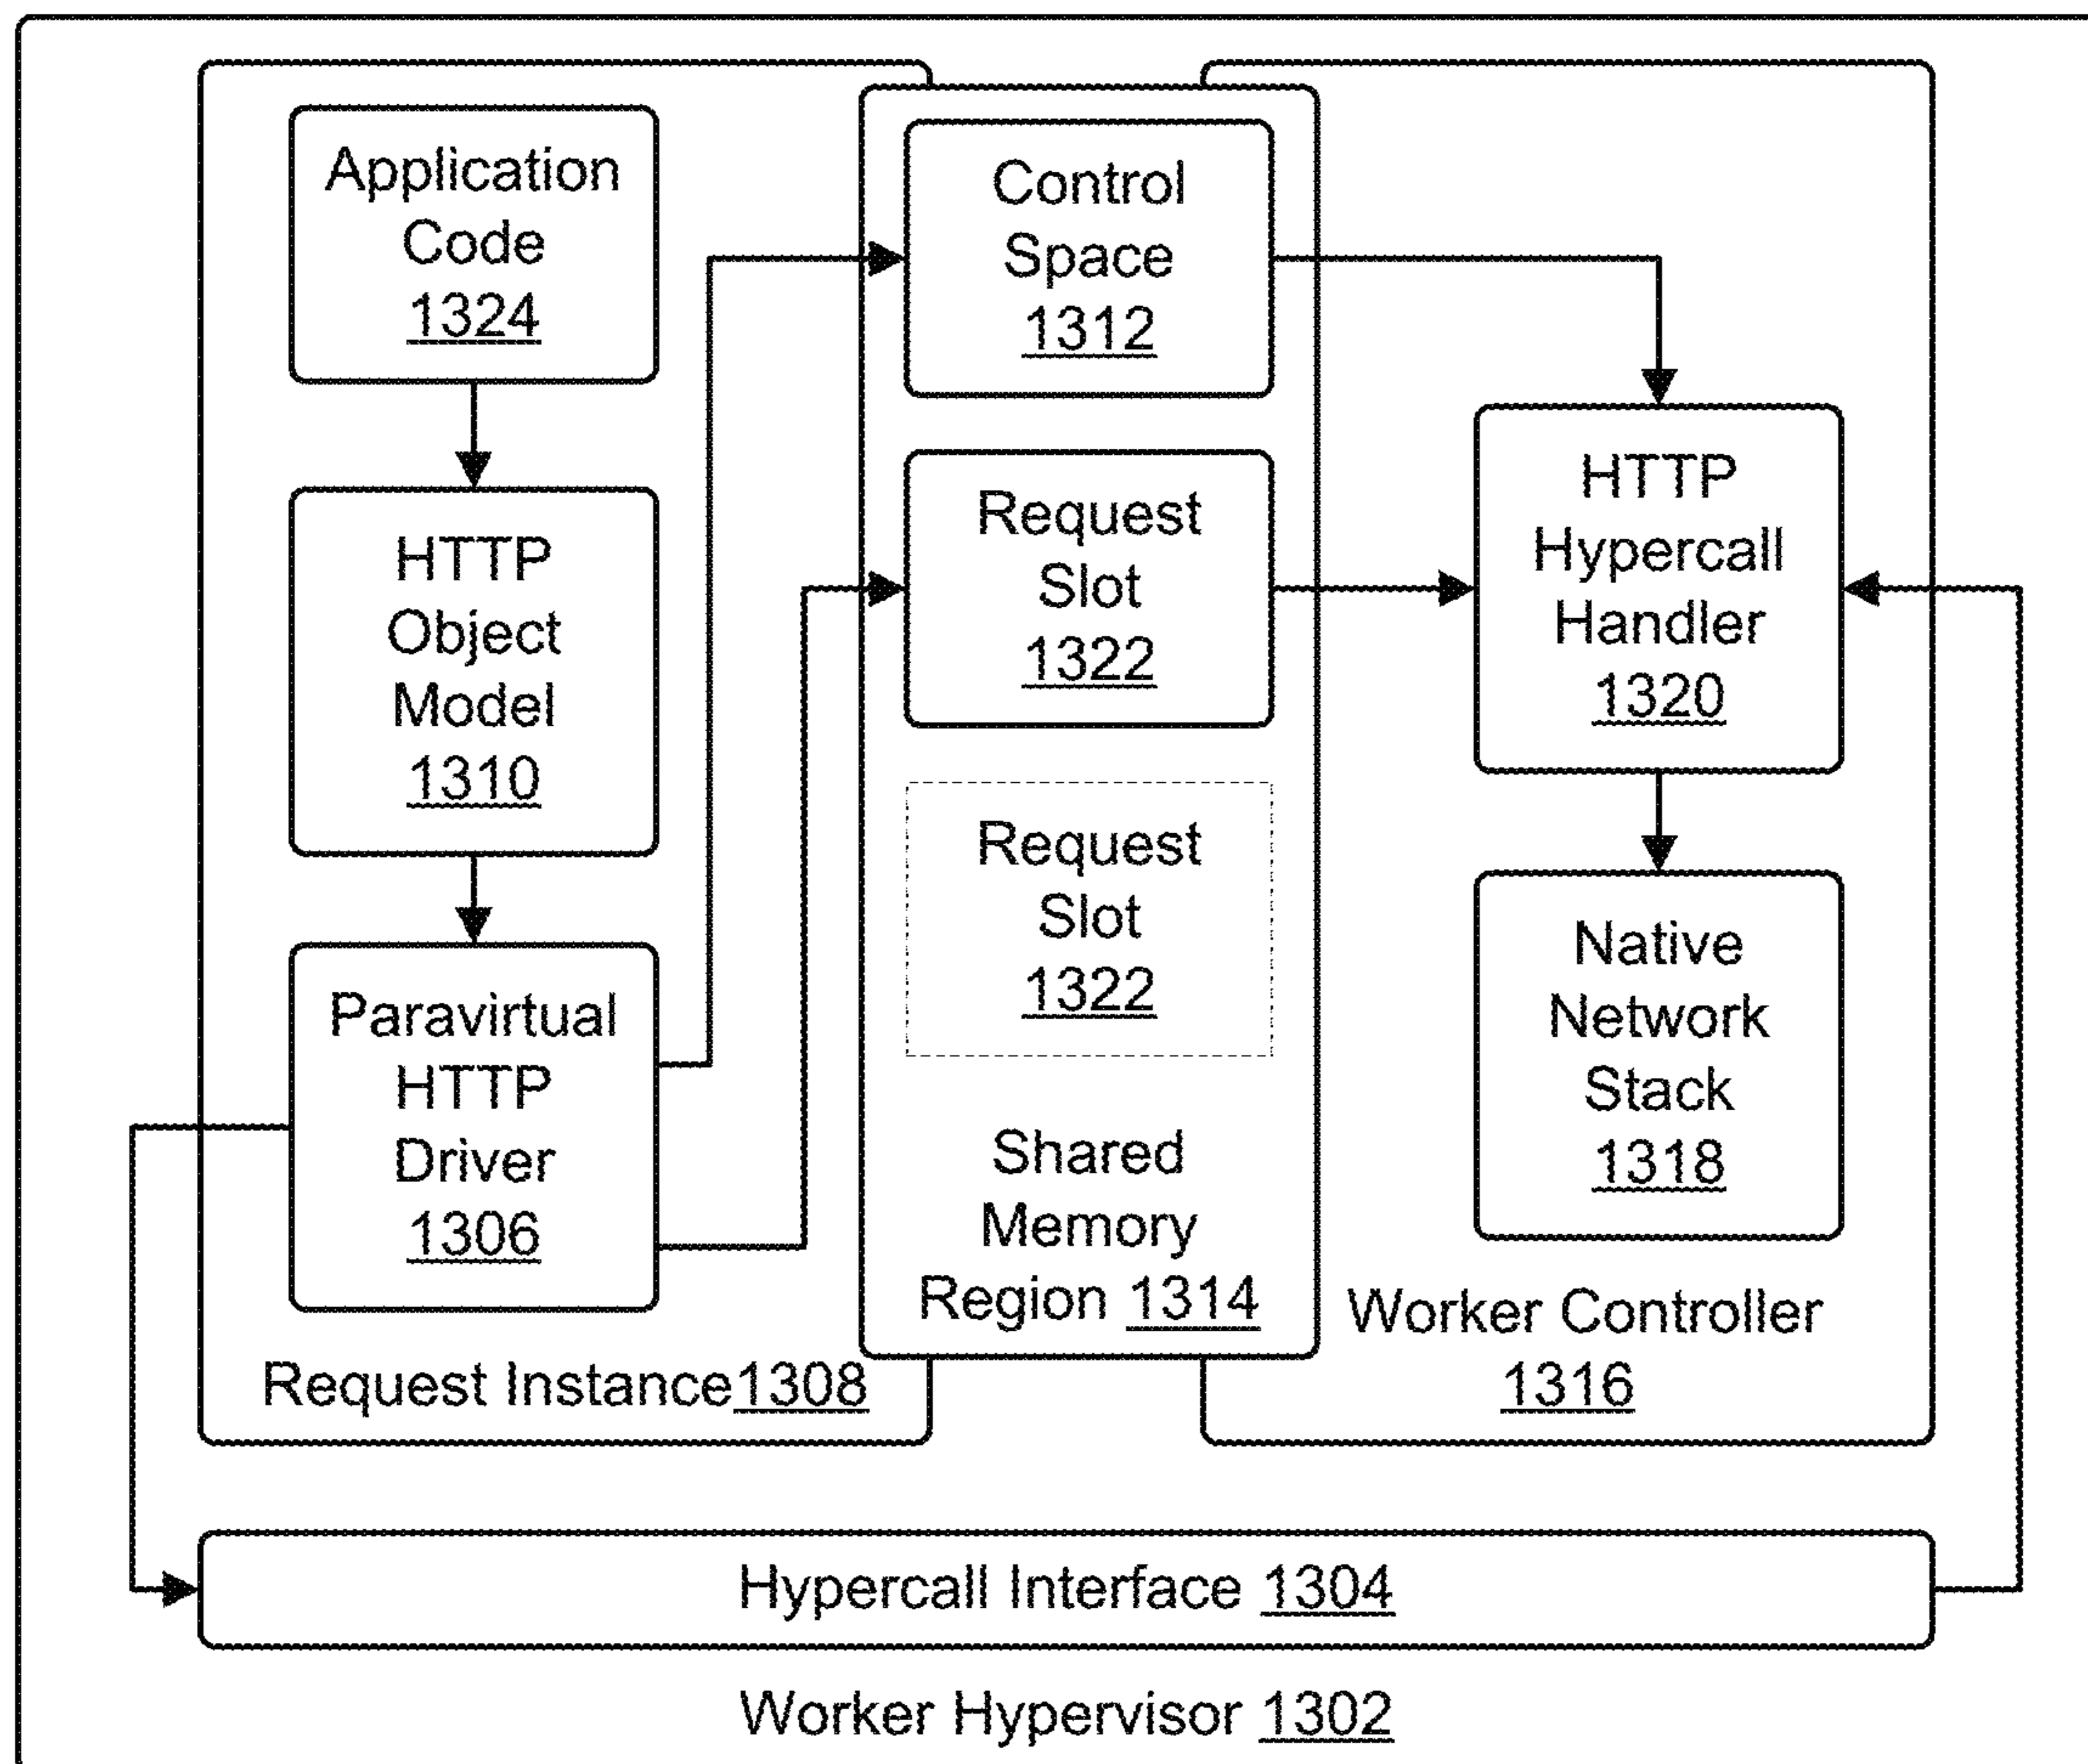 Application
Code
1324
HTTP
Object
Model
1310
Paravirtual
HTTP
Driver
1306
Request Instance1308
Control
Space
1312
Request
Slot
1322
Request
Slot
1322
Shared
Memory
Region 1314
HTTP
Hypercall
Handler
1320
Native
Network
Stack
1318
Worker Controller
1316
Hypercall Interface 1304
Worker Hypervisor 1302